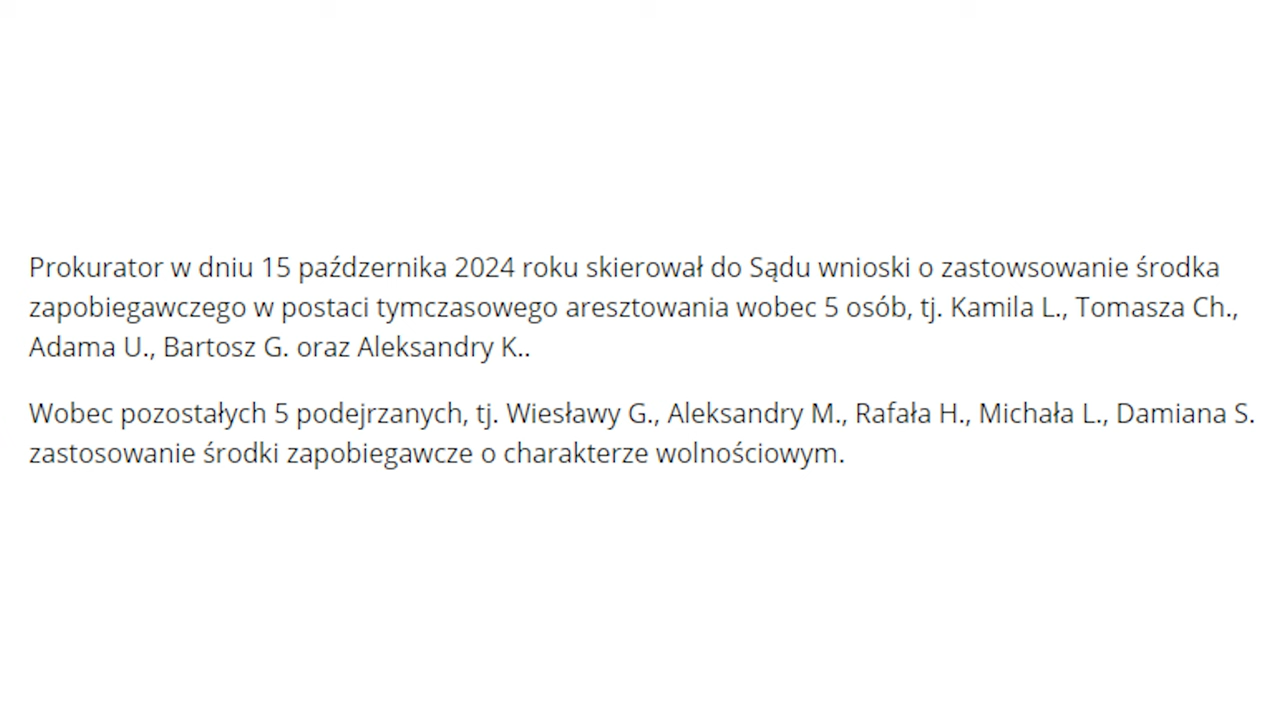 Prokurator w dniu 15 paździzernika 2024 roku skierował do Sądu wnioski o zastowsowanie środka
zapobiegawczego w postaci tymczasowego aresztowania wobec 5 osób, tj. Kamila L., Tomasza Ch.,
Adama U., Bartosz G. oraz Aleksandry K..
Wobec pozostałych 5 podejrzanych, tj. Wiesławy G., Aleksandry M., Rafała H., Michała L., Damiana S.
zastosowanie środki zapobiegawcze o charakterze wolnościowym.